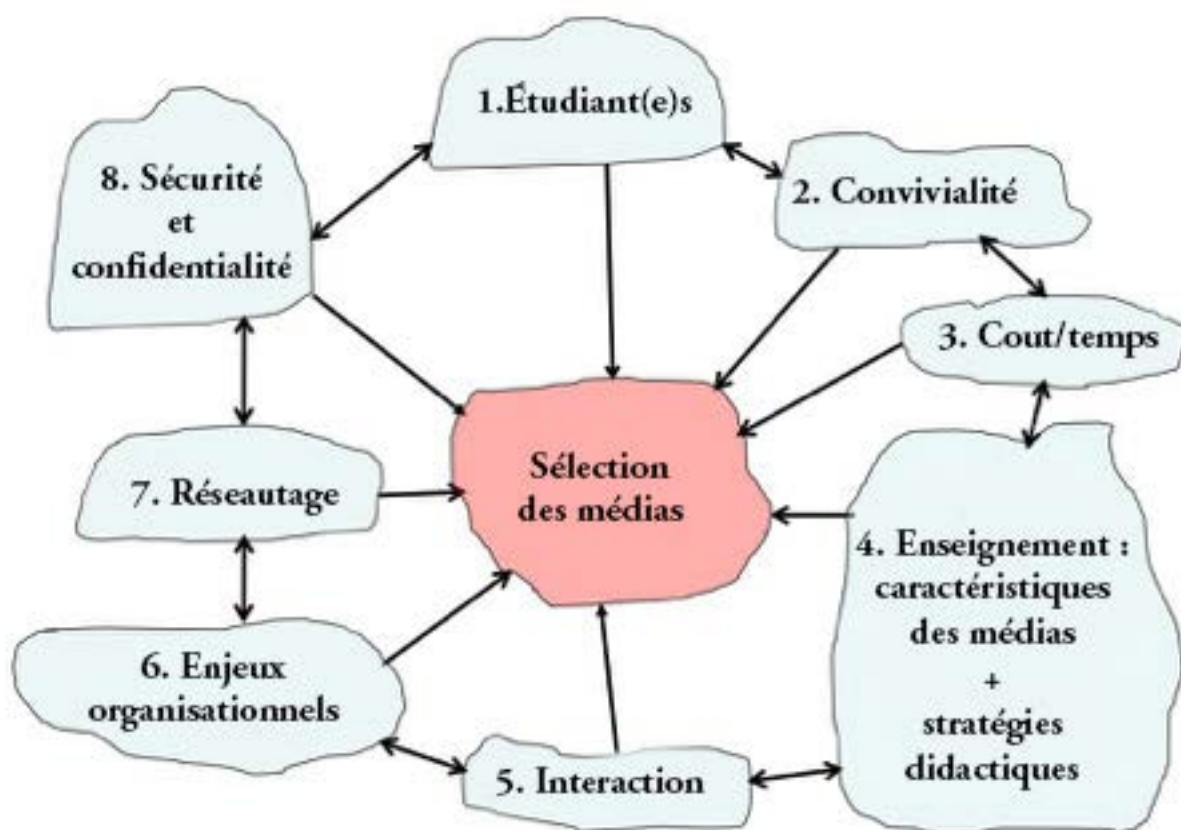 1.Étudiant(e)s
2. Convivialité
3. Cout/temps
4. Enseignement :
caractéristiques
des médias
+
stratégies
didactiques
5. Interaction
6. Enjeux
organisationnels
7. Réseautage
8. Sécurité
et
confidentialité
Sélection
des médias